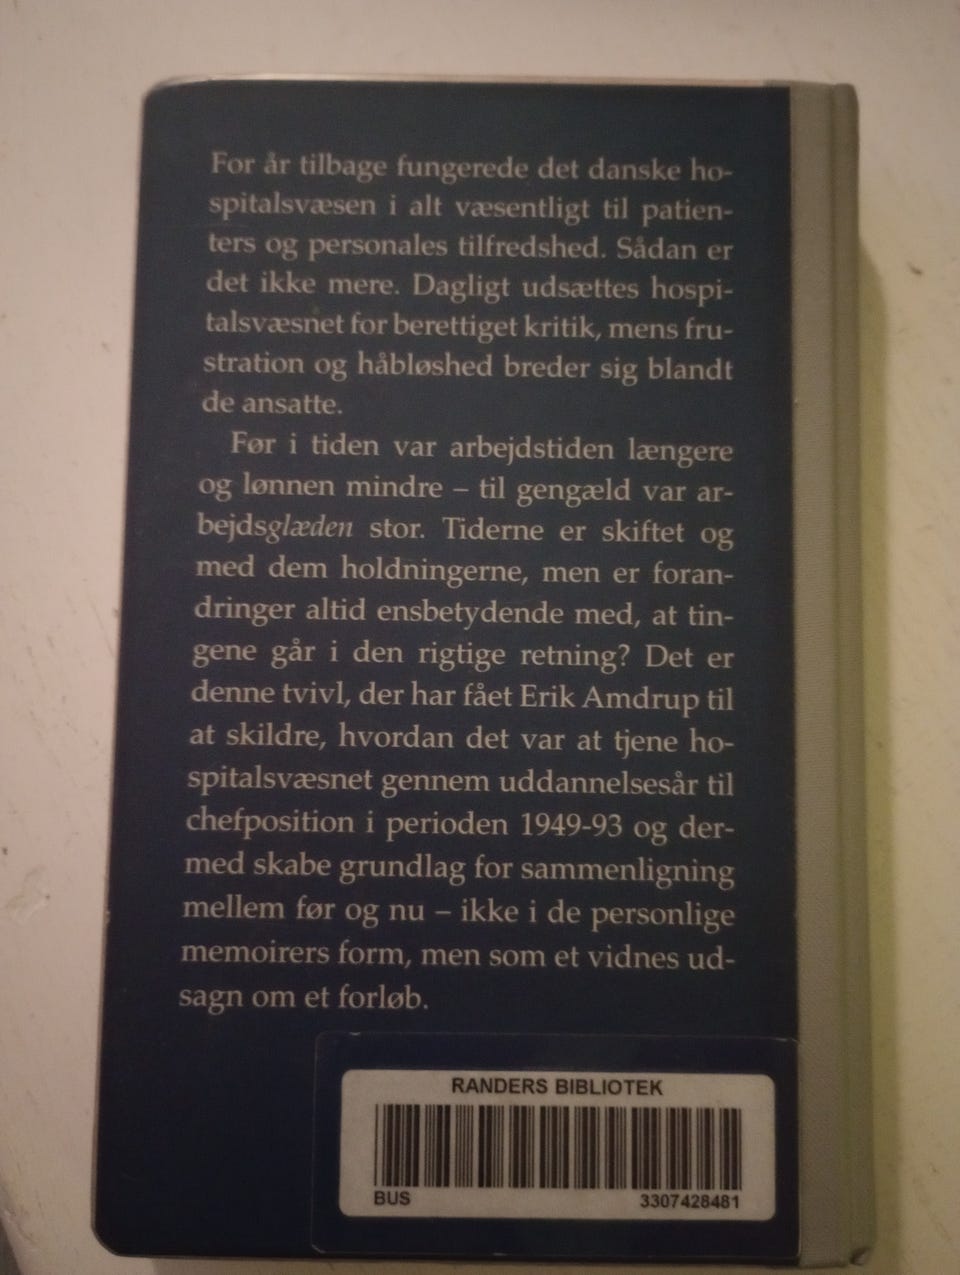 For år tilbage fungerede det danske ho-
spitalsvæsen i alt væsentligt til patien-
ters og personales tilfredshed. Sådan er
det ikke mere. Dagligt udsættes hospi-
talsvæsnet for berettiget kritik, mens fru-
stration og håbløshed breder sig blandt
de ansatte.
Før i tiden var arbejdstiden længere
og lønnen mindre – til gengæld var ar-
bejdsglæden stor. Tiderne er skiftet og
med dem holdningerne, men er foran-
dringer altid ensbetydende med, at tin-
gene går i den rigtige retning? Det er
denne tvivl, der har fået Erik Amdrup til
at skildre, hvordan det var at tjene ho-
spitalsvæsnet gennem uddannelsesår til
chefposition i perioden 1949-93 og der-
med skabe grundlag for sammenligning
mellem før og nu – ikke i de personlige
memoirers form, men som et vidnes ud-
sagn om et forløb.
RANDERS BIBLIOTEK
BUS 3307428481